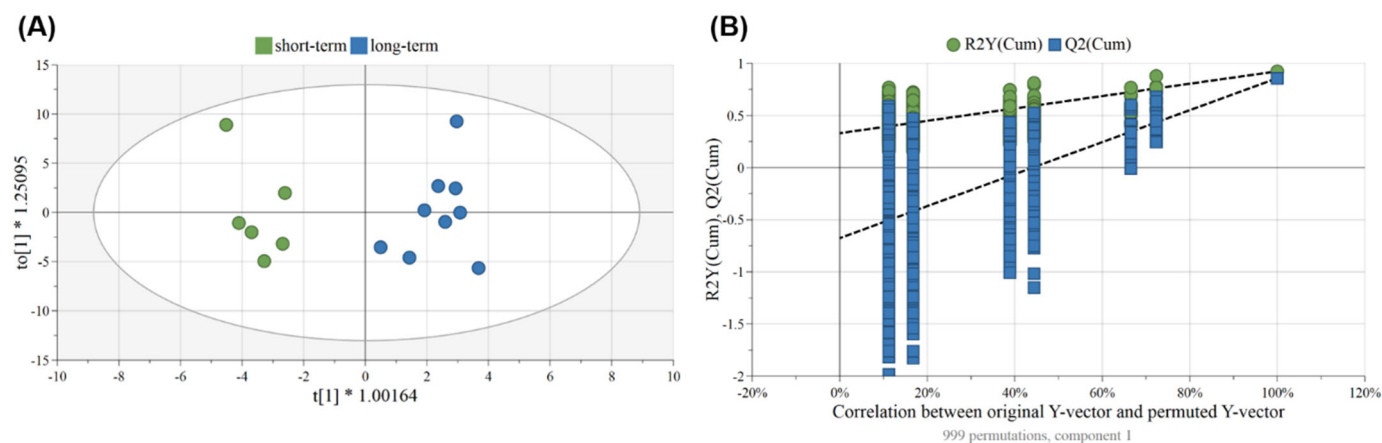 (A)
short-term long-term
15
10
5
0
-5
-10
-15
-10 -8 -6 -4 -2 0 2 4 6 8 10
to[1] * 1.25095
t[1] * 1.00164
(B)
R2Y(Cum) Q2(Cum)
1
0.5
0
-0.5
-1
-1.5
-2
-20% 0% 20% 40% 60% 80% 100% 120%
R2Y(Cum), Q2(Cum)
Correlation between original Y-vector and permuted Y-vector
999 permutations, component 1